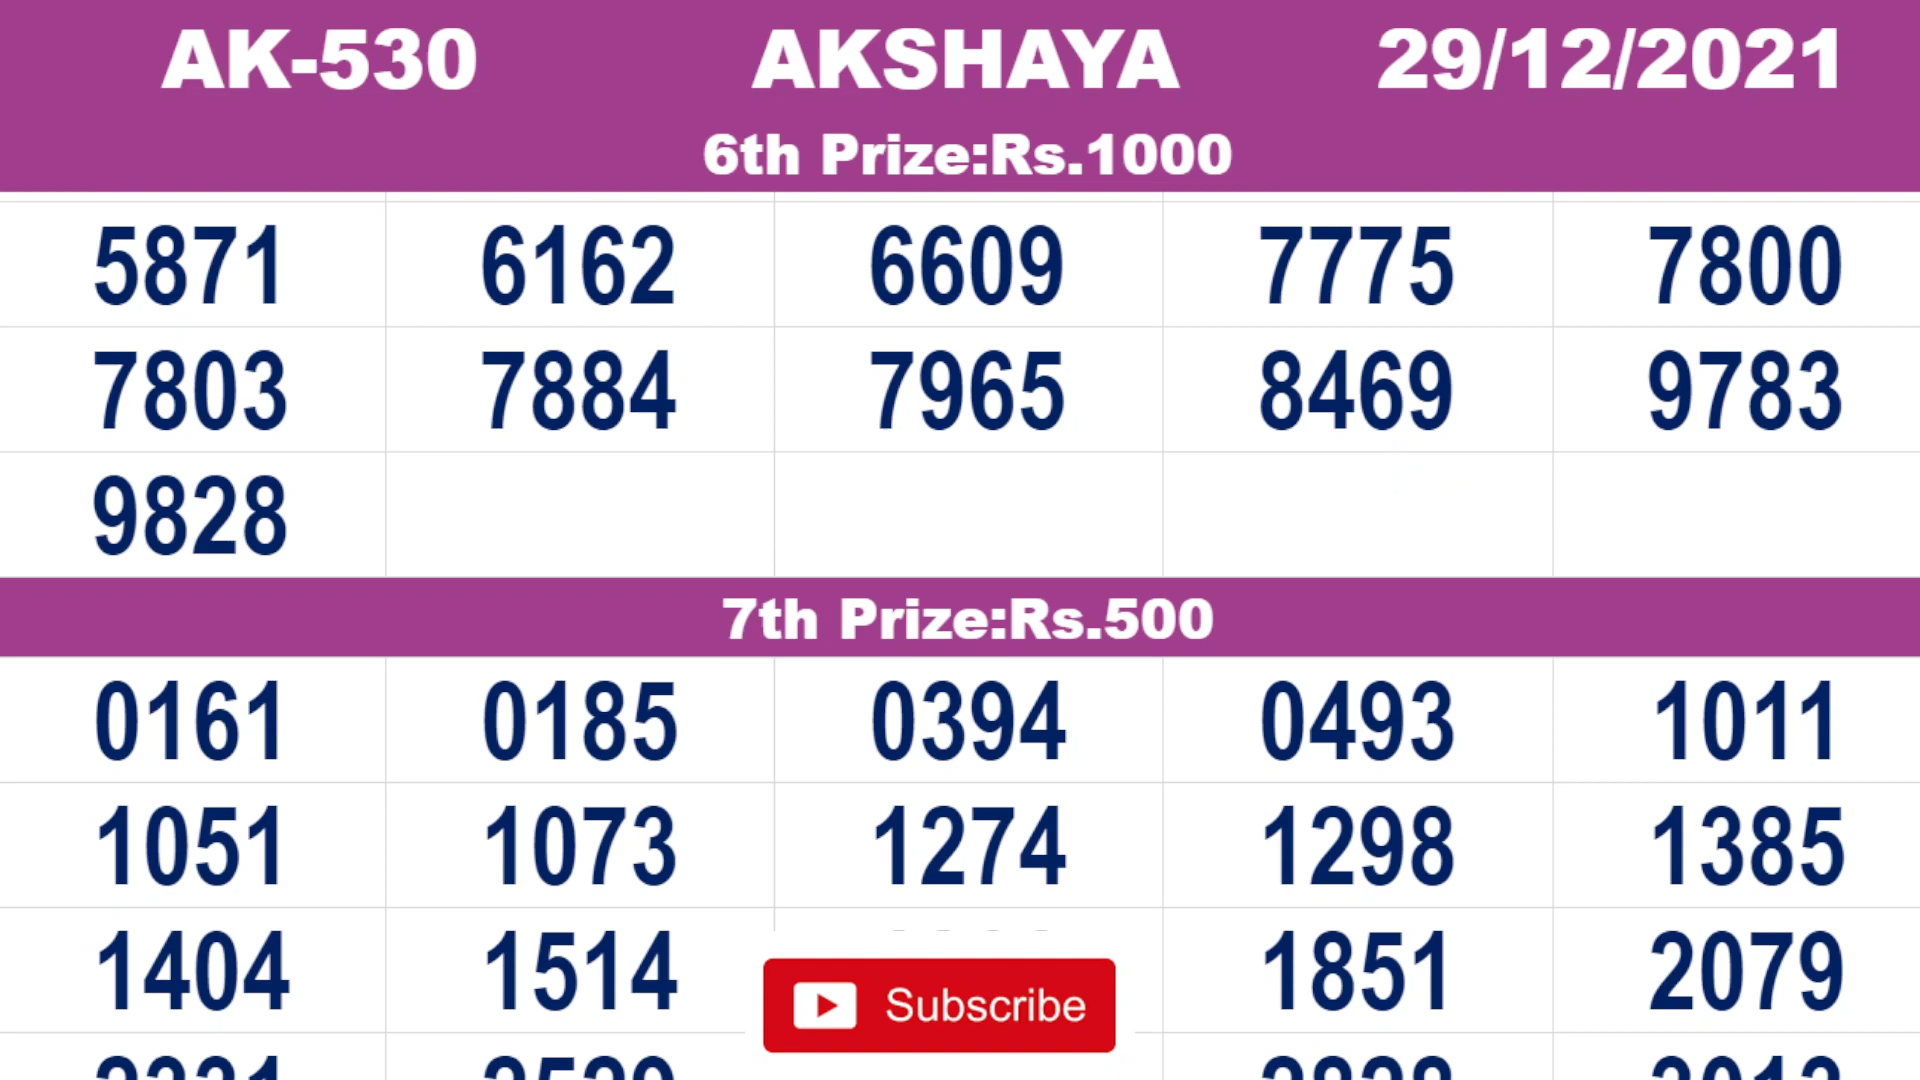 AK-530 AKSHAYA 29/12/2021
6th Prize:Rs.1000
5871 6162 6609 7775 7800
7803 7884 7965 8469 9783
9828
7th Prize:Rs.500
0161 0185 0394 0493 1011
1051 1073 1274 1298 1385
1404 1514 1851 2079
Subscribe